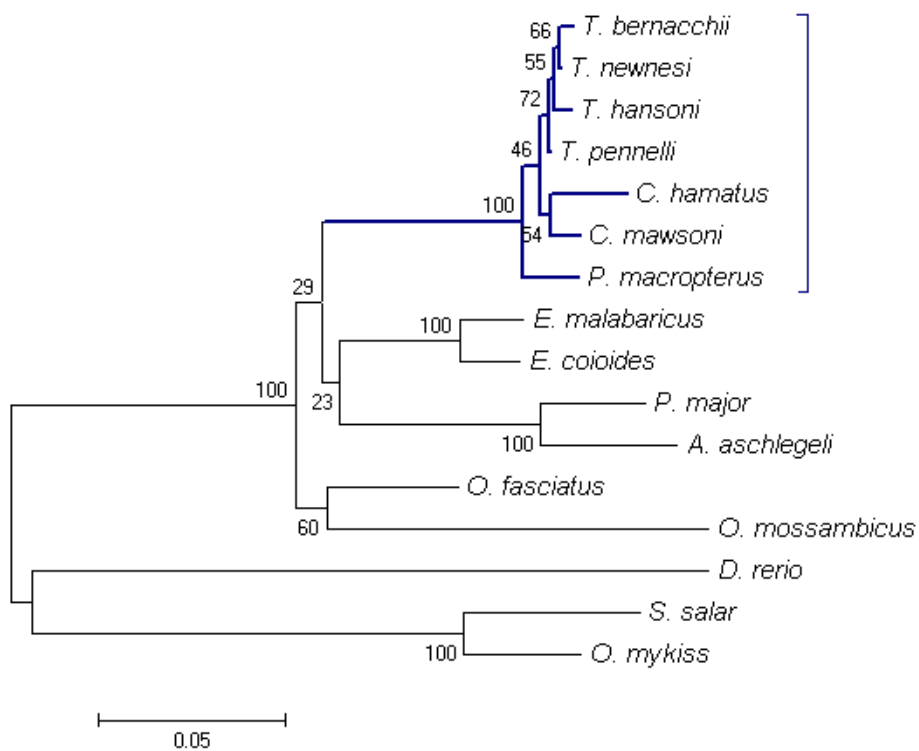 66
T. bernacchii
55
T. newnesi
72
T. hansoni
46
T. pennelli
100
C. hamatus
54
C. mawsoni
P. macropterus
29
100
E. malabaricus
E. coioides
100
23
P. major
100
A. aschlegeli
O. fasciatus
60
O. mossambicus
D. rerio
S. salar
100
O. mykiss
0.05